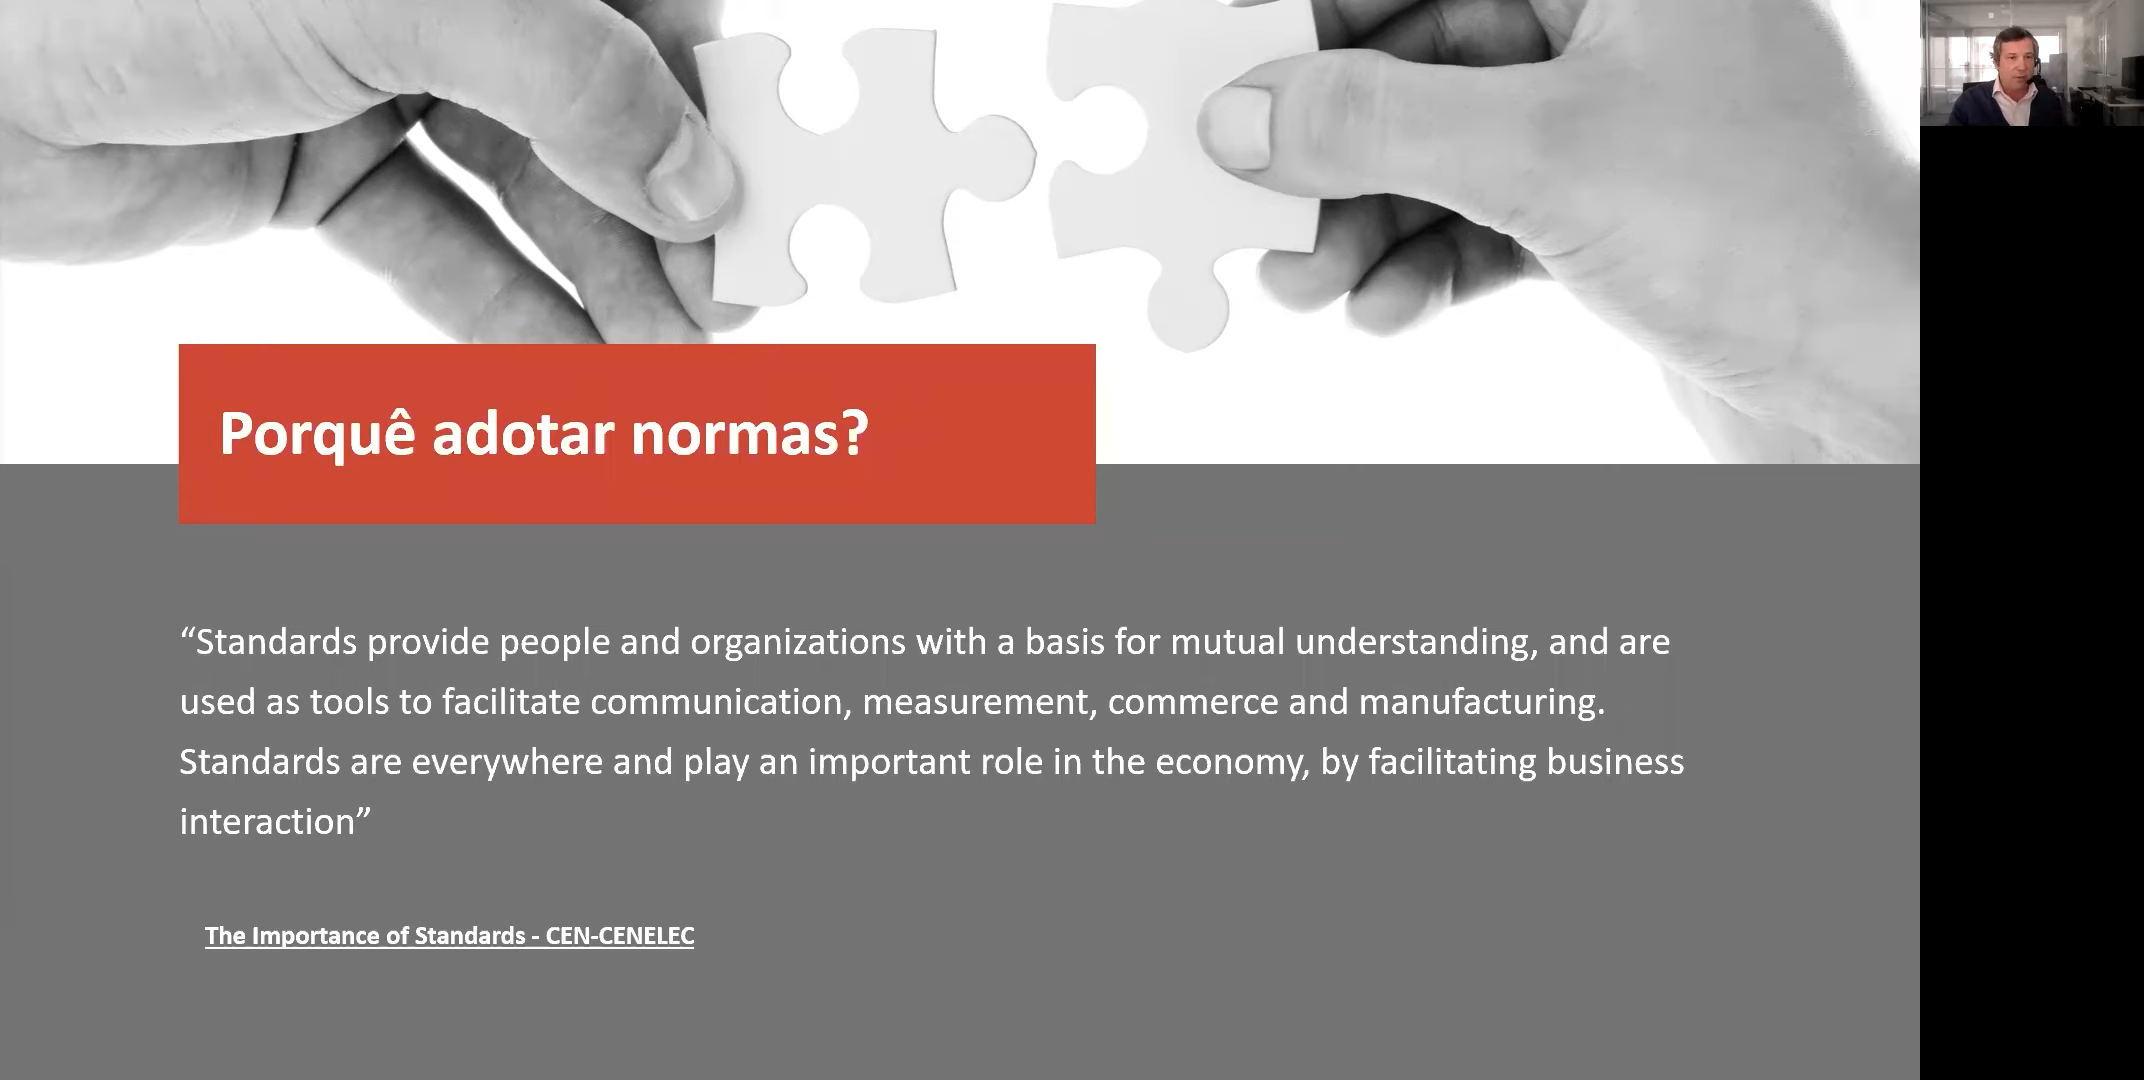 Porquê adotar normas?
“Standards provide people and organizations with a basis for mutual understanding, and are
used as tools to facilitate communication, measurement, commerce and manufacturing.
Standards are everywhere and play an important role in the economy, by facilitating business
interaction”
The Importance of Standards - CEN-CENELEC